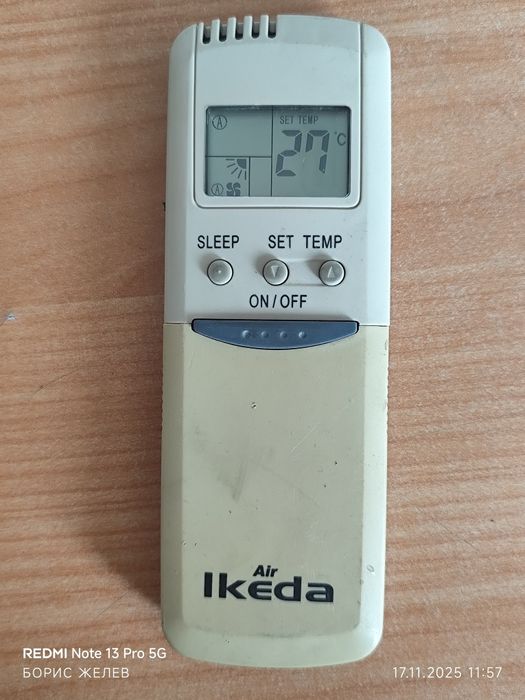 Ⓐ
SET TEMP
27 °C
Ⓐ
SLEEP SET TEMP
ON/OFF
Air
Ikeda
REDMI Note 13 Pro 5G
БОРИС ЖЕЛЕВ
17.11.2025 11:57